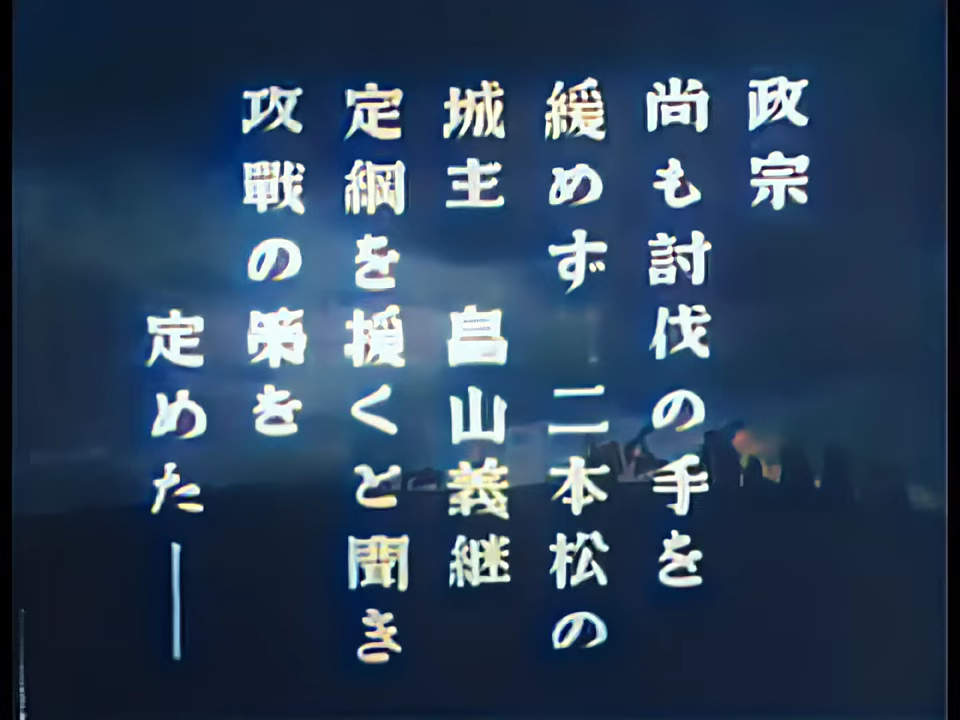 政宗
尚も討伐の手を
緩めず 二本松の
城主 畠山義継
定綱を援くと聞き
攻戰の策を
定めた——